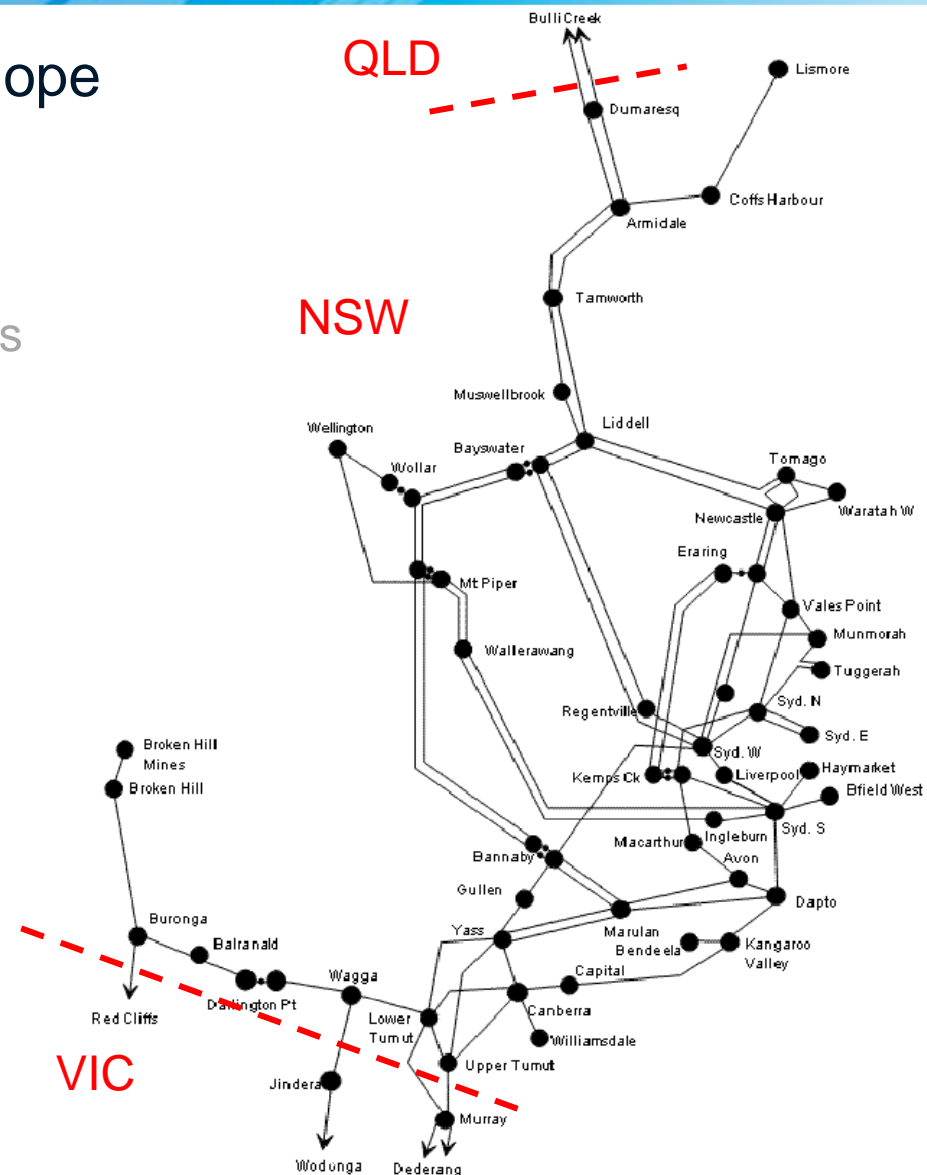 Bulli Creek
QLD
ope
Lismore
Dumaresq
Coffs Harbour
Armidale
Tamworth
NSW
s
Muswellbrook
Liddell
Wellington
Bayswater
Wollar
Tomago
Waratah W
Newcastle
Eraring
Mt Piper
Vales Point
Munmorah
Wallerawang
Tuggerah
Syd. N
Regentville
Syd. E
Broken Hill
Mines
Syd. W
Haymarket
Kemps Ck
Liverpool
Broken Hill
Bfield West
Syd. S
Macarthur
Ingleburn
Avon
Bannaby
Gullen
Dapto
Buronga
Marulan
Yass
Balranald
Bendeela
Kangaroo
Valley
Wagga
Capital
Darlington Pt
Canberra
Red Cliffs
Lower
Tumut
Williamsdale
Upper Tumut
VIC
Jindera
Murray
Wodonga
Dederang